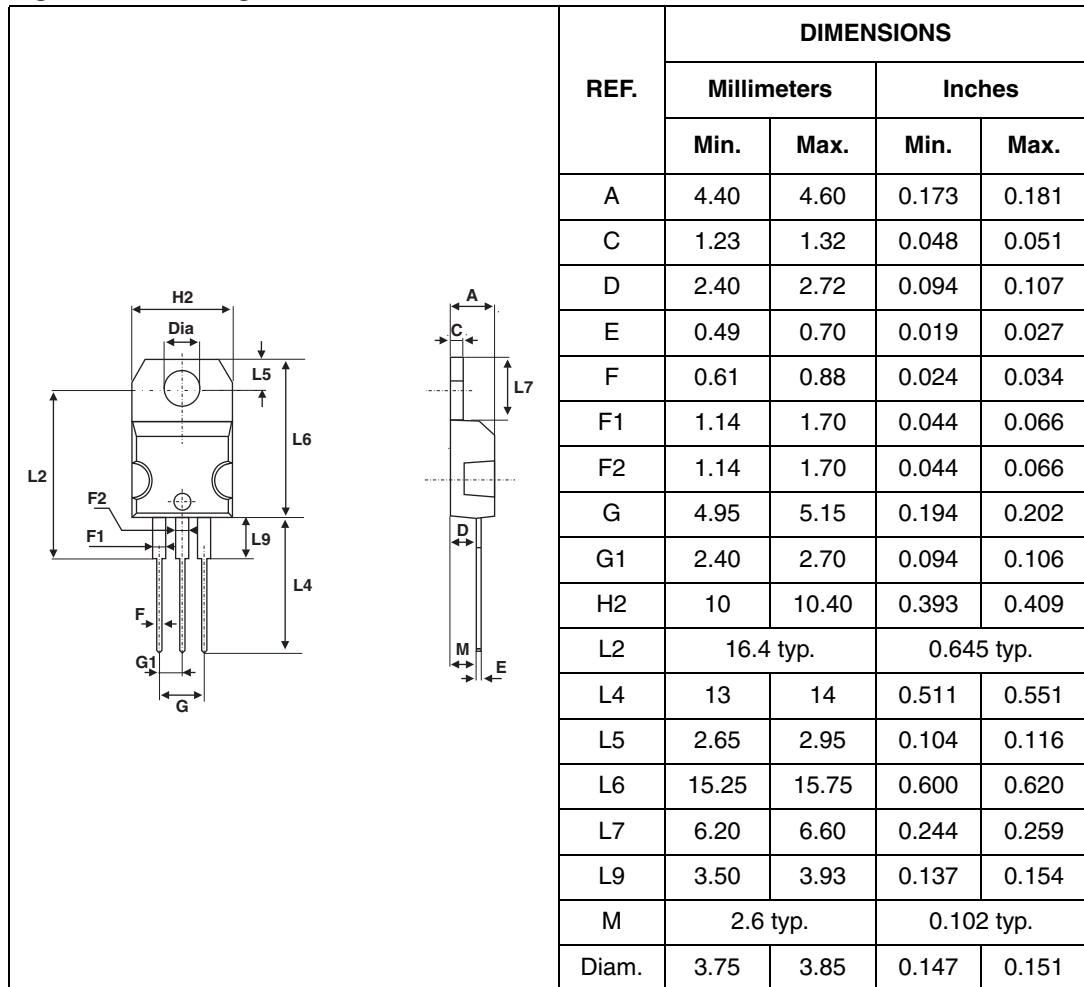 DIMENSIONS
REF. Millimeters Inches
Min. Max. Min. Max.
A 4.40 4.60 0.173 0.181
C 1.23 1.32 0.048 0.051
D 2.40 2.72 0.094 0.107
E 0.49 0.70 0.019 0.027
F 0.61 0.88 0.024 0.034
F1 1.14 1.70 0.044 0.066
F2 1.14 1.70 0.044 0.066
G 4.95 5.15 0.194 0.202
G1 2.40 2.70 0.094 0.106
H2 10 10.40 0.393 0.409
L2 16.4 typ. 0.645 typ.
L4 13 14 0.511 0.551
L5 2.65 2.95 0.104 0.116
L6 15.25 15.75 0.600 0.620
L7 6.20 6.60 0.244 0.259
L9 3.50 3.93 0.137 0.154
M 2.6 typ. 0.102 typ.
Diam. 3.75 3.85 0.147 0.151
H2
Dia
L5
L6
L2
F2
F1
L9
L4
F
G1
G
A
C
L7
D
M
E